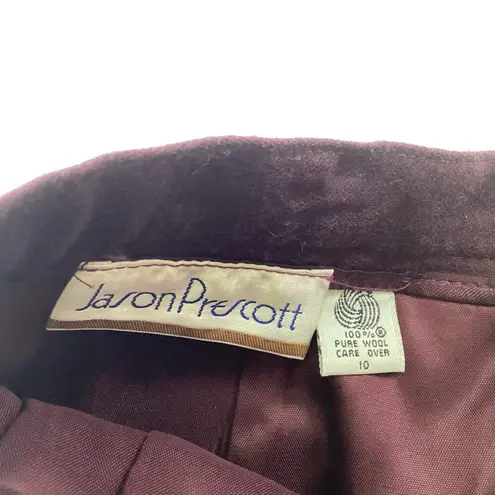 Jason Prescott
100%®
PURE WOOL
CARE OVER
10